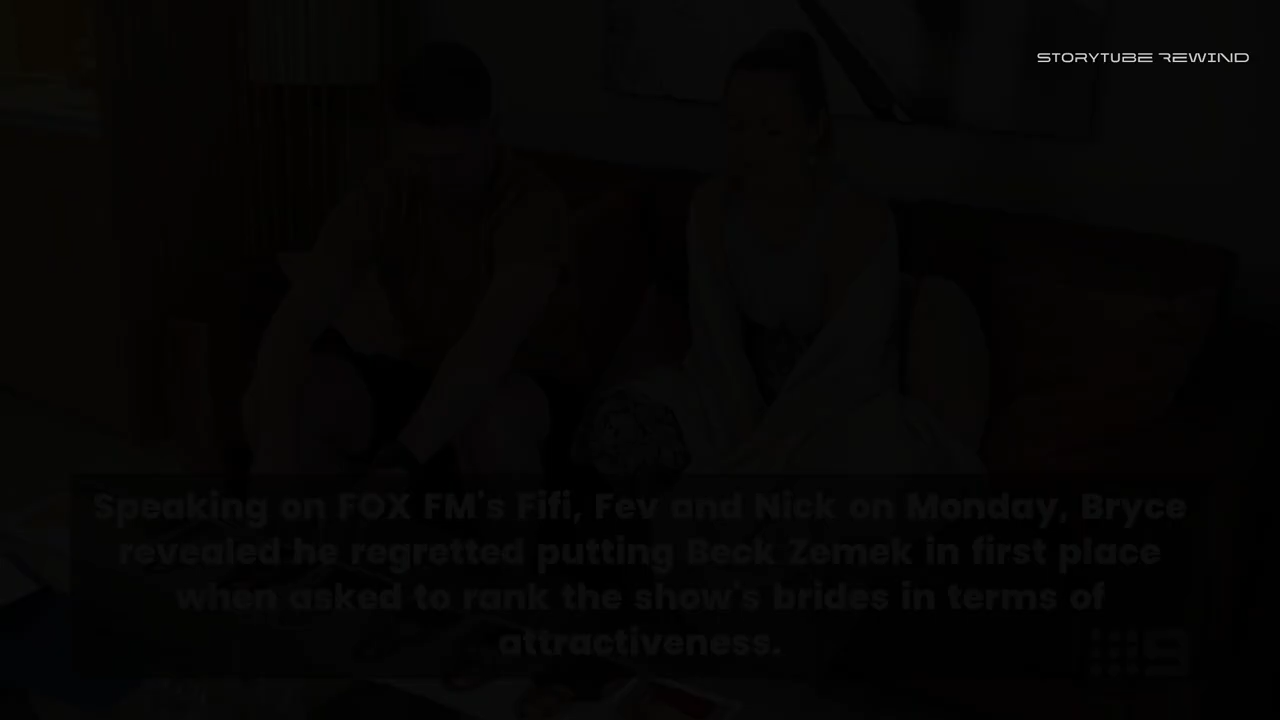 STORYTUBE REWIND
Speaking on FOX FM's Fifi, Fev and Nick on Monday, Bryce
revealed he regretted putting Beck Zemek in first place
when asked to rank the show's brides in terms of
attractiveness.
9